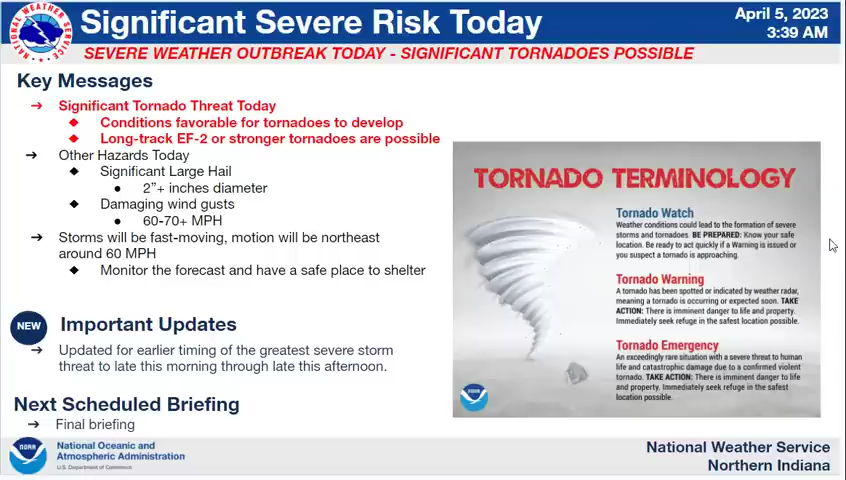 Significant Severe Risk Today
April 5, 2023
3:39 AM
NATIONAL WEATHER SERVICE
SEVERE WEATHER OUTBREAK TODAY - SIGNIFICANT TORNADOES POSSIBLE
Key Messages
➔ Significant Tornado Threat Today
◆ Conditions favorable for tornadoes to develop
◆ Long-track EF-2 or stronger tornadoes are possible
➔ Other Hazards Today
◆ Significant Large Hail
● 2”+ inches diameter
◆ Damaging wind gusts
● 60-70+ MPH
➔ Storms will be fast-moving, motion will be northeast
around 60 MPH
◆ Monitor the forecast and have a safe place to shelter
NEW
Important Updates
➔ Updated for earlier timing of the greatest severe storm
threat to late this morning through late this afternoon.
Next Scheduled Briefing
➔ Final briefing
TORNADO TERMINOLOGY
Tornado Watch
Weather conditions could lead to the formation of severe
storms and tornadoes. BE PREPARED: Know your safe
location. Be ready to act quickly if a Warning is issued or
you suspect a tornado is approaching.
Tornado Warning
A tornado has been spotted or indicated by weather radar,
meaning a tornado is occurring or expected soon. TAKE
ACTION: There is imminent danger to life and property.
Immediately seek refuge in the safest location possible.
Tornado Emergency
An exceedingly rare situation with a severe threat to human
life and catastrophic damage due to a confirmed violent
tornado. TAKE ACTION: There is imminent danger to life
and property. Immediately seek refuge in the safest
location possible.
NOAA
National Oceanic and
Atmospheric Administration
U.S. Department of Commerce
National Weather Service
Northern Indiana